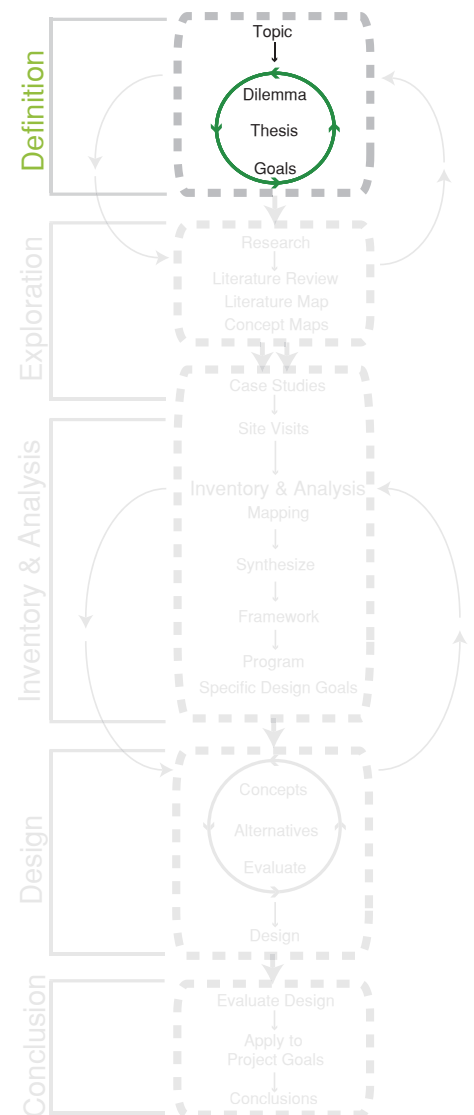 Definition
Topic
Dilemma
Thesis
Goals
Exploration
Research
Literature Review
Literature Map
Concept Maps
Case Studies
Inventory & Analysis
Site Visits
Inventory & Analysis
Mapping
Synthesize
Framework
Program
Specific Design Goals
Design
Concepts
Alternatives
Evaluate
Design
Conclusion
Evaluate Design
Apply to
Project Goals
Conclusions